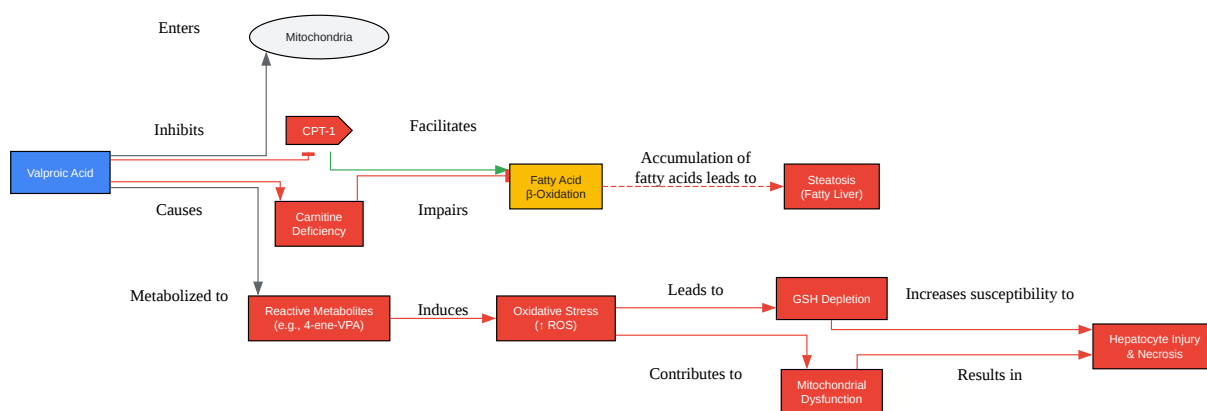 Enters
Mitochondria
Inhibits
CPT-1
Facilitates
Valproic Acid
Fatty Acid
β-Oxidation
Accumulation of
fatty acids leads to
Steatosis
(Fatty Liver)
Causes
Carnitine
Deficiency
Impairs
Metabolized to
Reactive Metabolites
(e.g., 4-ene-VPA)
Induces
Oxidative Stress
(↑ ROS)
Leads to
GSH Depletion
Increases susceptibility to
Hepatocyte Injury
& Necrosis
Contributes to
Mitochondrial
Dysfunction
Results in